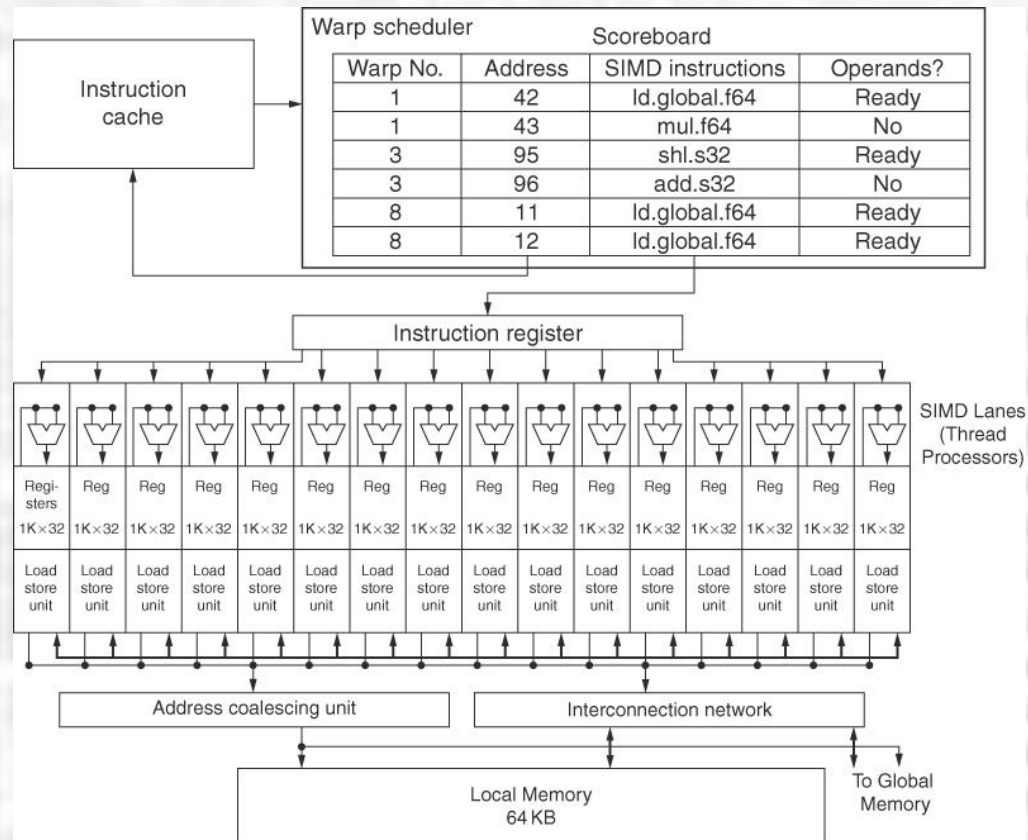 Warp scheduler
Scoreboard
Warp No. Address SIMD instructions Operands?
1 42 ld.global.f64 Ready
1 43 mul.f64 No
3 95 shl.s32 Ready
3 96 add.s32 No
8 11 ld.global.f64 Ready
8 12 ld.global.f64 Ready
Instruction
cache
Instruction register
SIMD Lanes
(Thread
Processors)
Regi- Reg Reg Reg Reg Reg Reg Reg Reg Reg Reg Reg Reg Reg Reg Reg
sters
1K×32 1K×32 1K×32 1K×32 1K×32 1K×32 1K×32 1K×32 1K×32 1K×32 1K×32 1K×32 1K×32 1K×32 1K×32 1K×32
Load Load Load Load Load Load Load Load Load Load Load Load Load Load Load Load
store store store store store store store store store store store store store store store store
unit unit unit unit unit unit unit unit unit unit unit unit unit unit unit unit
Address coalescing unit
Interconnection network
Local Memory
64 KB
To Global
Memory